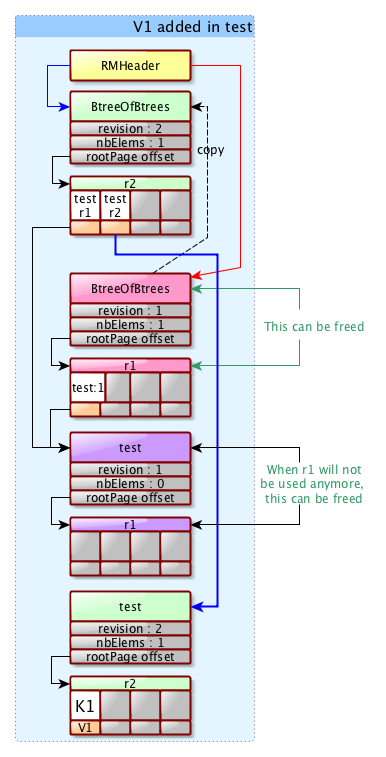 V1 added in test
RMHeader
BtreeOfBtrees
revision : 2
nbElems : 1
rootPage offset
copy
r2
test test
r1 r2
BtreeOfBtrees
revision : 1
nbElems : 1
rootPage offset
This can be freed
r1
test:1
test
revision : 1
nbElems : 0
rootPage offset
When r1 will not
be used anymore,
this can be freed
r1
test
revision : 2
nbElems : 1
rootPage offset
r2
K1
V1